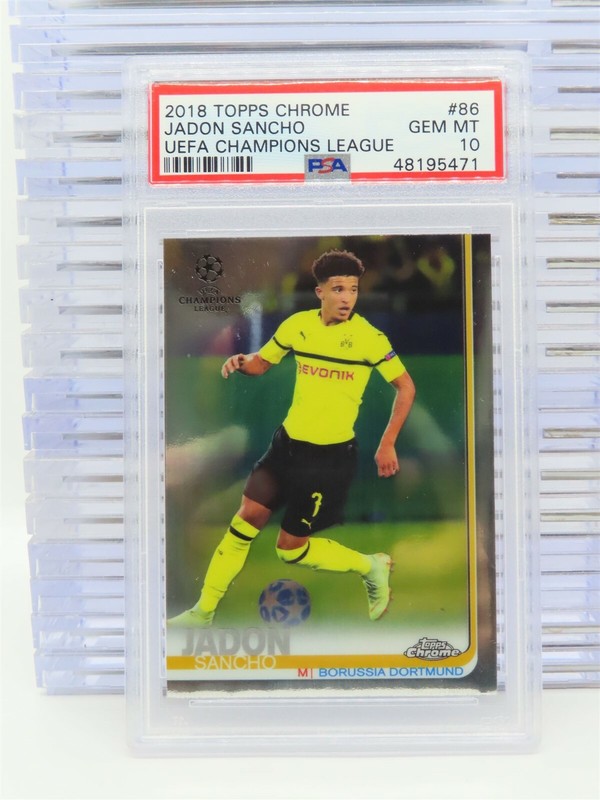 2018 TOPPS CHROME #86
JADON SANCHO GEM MT
UEFA CHAMPIONS LEAGUE 10
PSA 48195471
CHAMPIONS
LEAGUE
EVONIK
7
JADON
SANCHO
Topps
Chrome
M| BORUSSIA DORTMUND